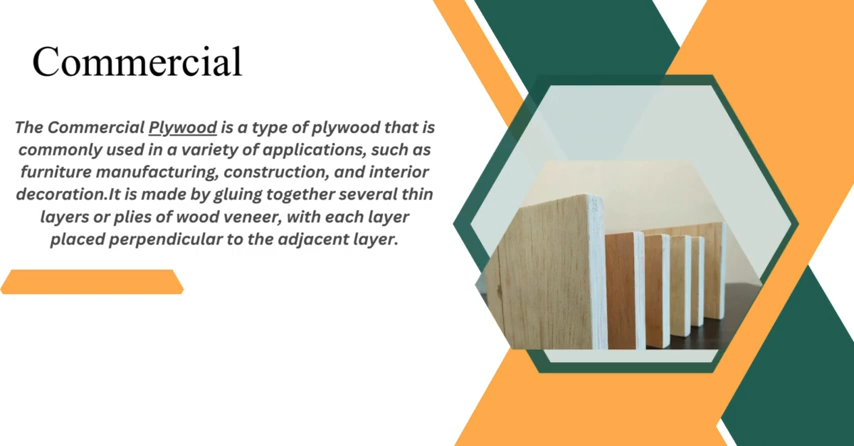 Commercial
The Commercial Plywood is a type of plywood that is
commonly used in a variety of applications, such as
furniture manufacturing, construction, and interior
decoration.It is made by gluing together several thin
layers or plies of wood veneer, with each layer
placed perpendicular to the adjacent layer.